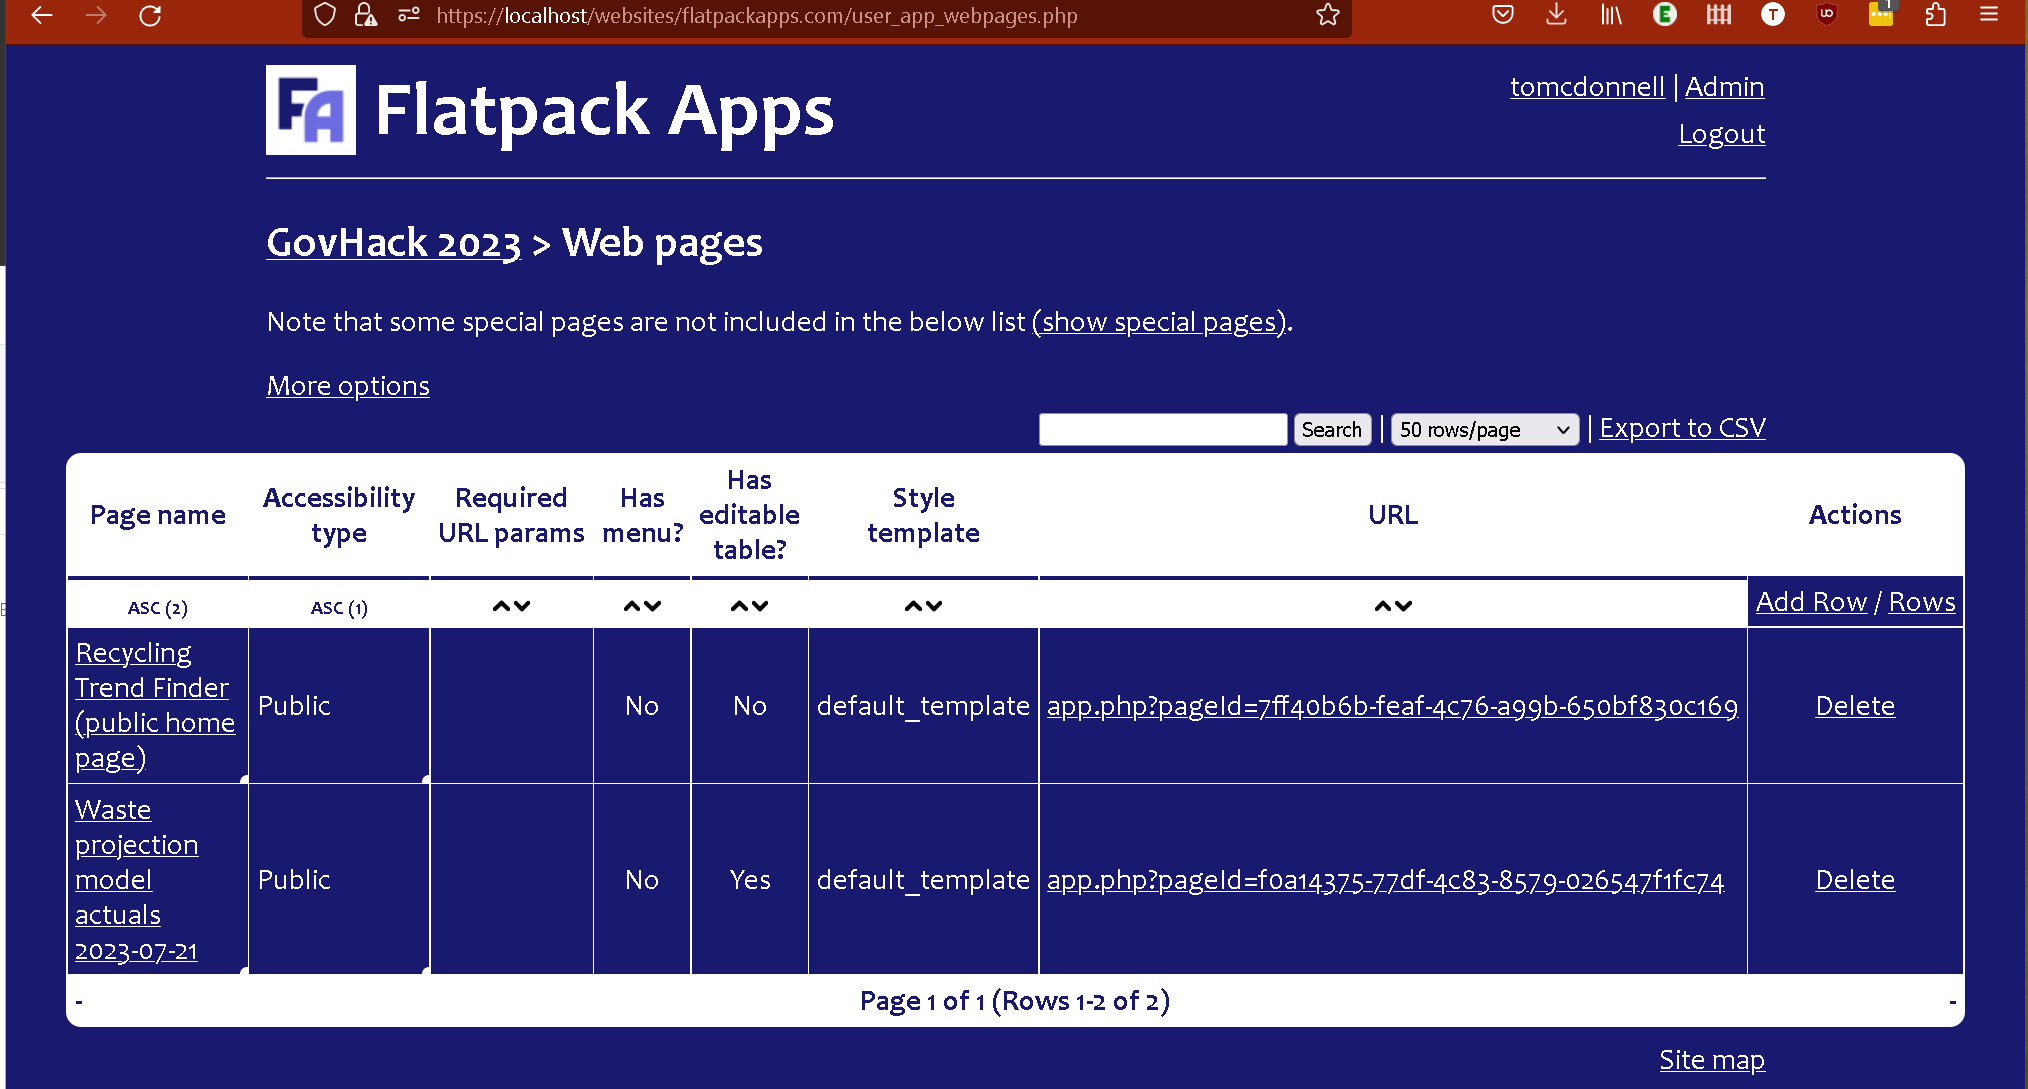 https://localhost/websites/flatpackapps.com/user_app_webpages.php
1
FA Flatpack Apps
tomcdonnell | Admin
Logout
GovHack 2023 > Web pages
Note that some special pages are not included in the below list (show special pages).
More options
Search | 50 rows/page | Export to CSV
Page name
Accessibility
type
Required
URL params
Has
menu?
Has
editable
table?
Style
template
URL
Actions
ASC (2)
ASC (1)
Add Row / Rows
Recycling
Trend Finder
(public home
page)
Public
No
No
default_template
app.php?pageId=7ff40b6b-feaf-4c76-a99b-650bf830c169
Delete
Waste
projection
model
actuals
2023-07-21
Public
No
Yes
default_template
app.php?pageId=f0a14375-77df-4c83-8579-026547f1fc74
Delete
-
Page 1 of 1 (Rows 1-2 of 2)
-
Site map